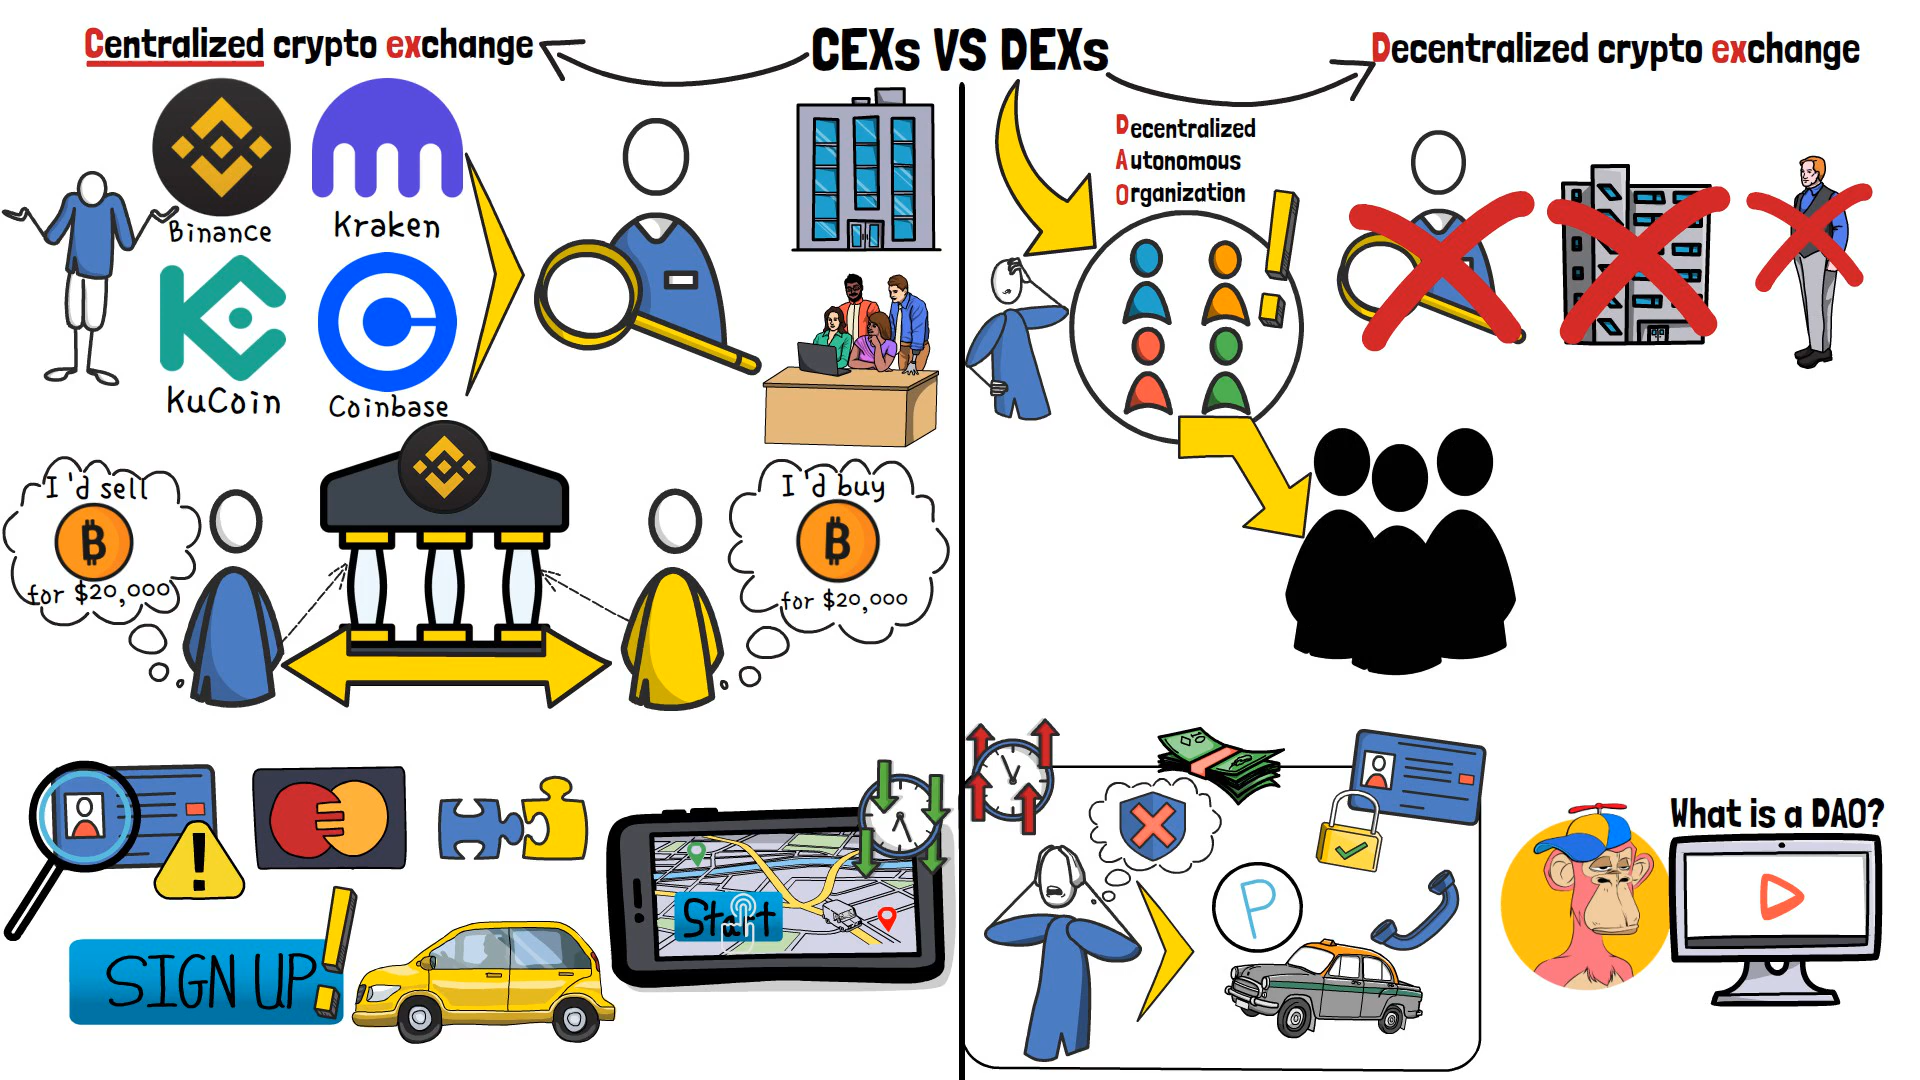 CEXs VS DEXs
Centralized crypto exchange
Binance
Kraken
KuCoin
Coinbase
I'd sell
for $20,000
I'd buy
for $20,000
SIGN UP
Start
Decentralized crypto exchange
Decentralized
Autonomous
Organization
P
What is a DAO?